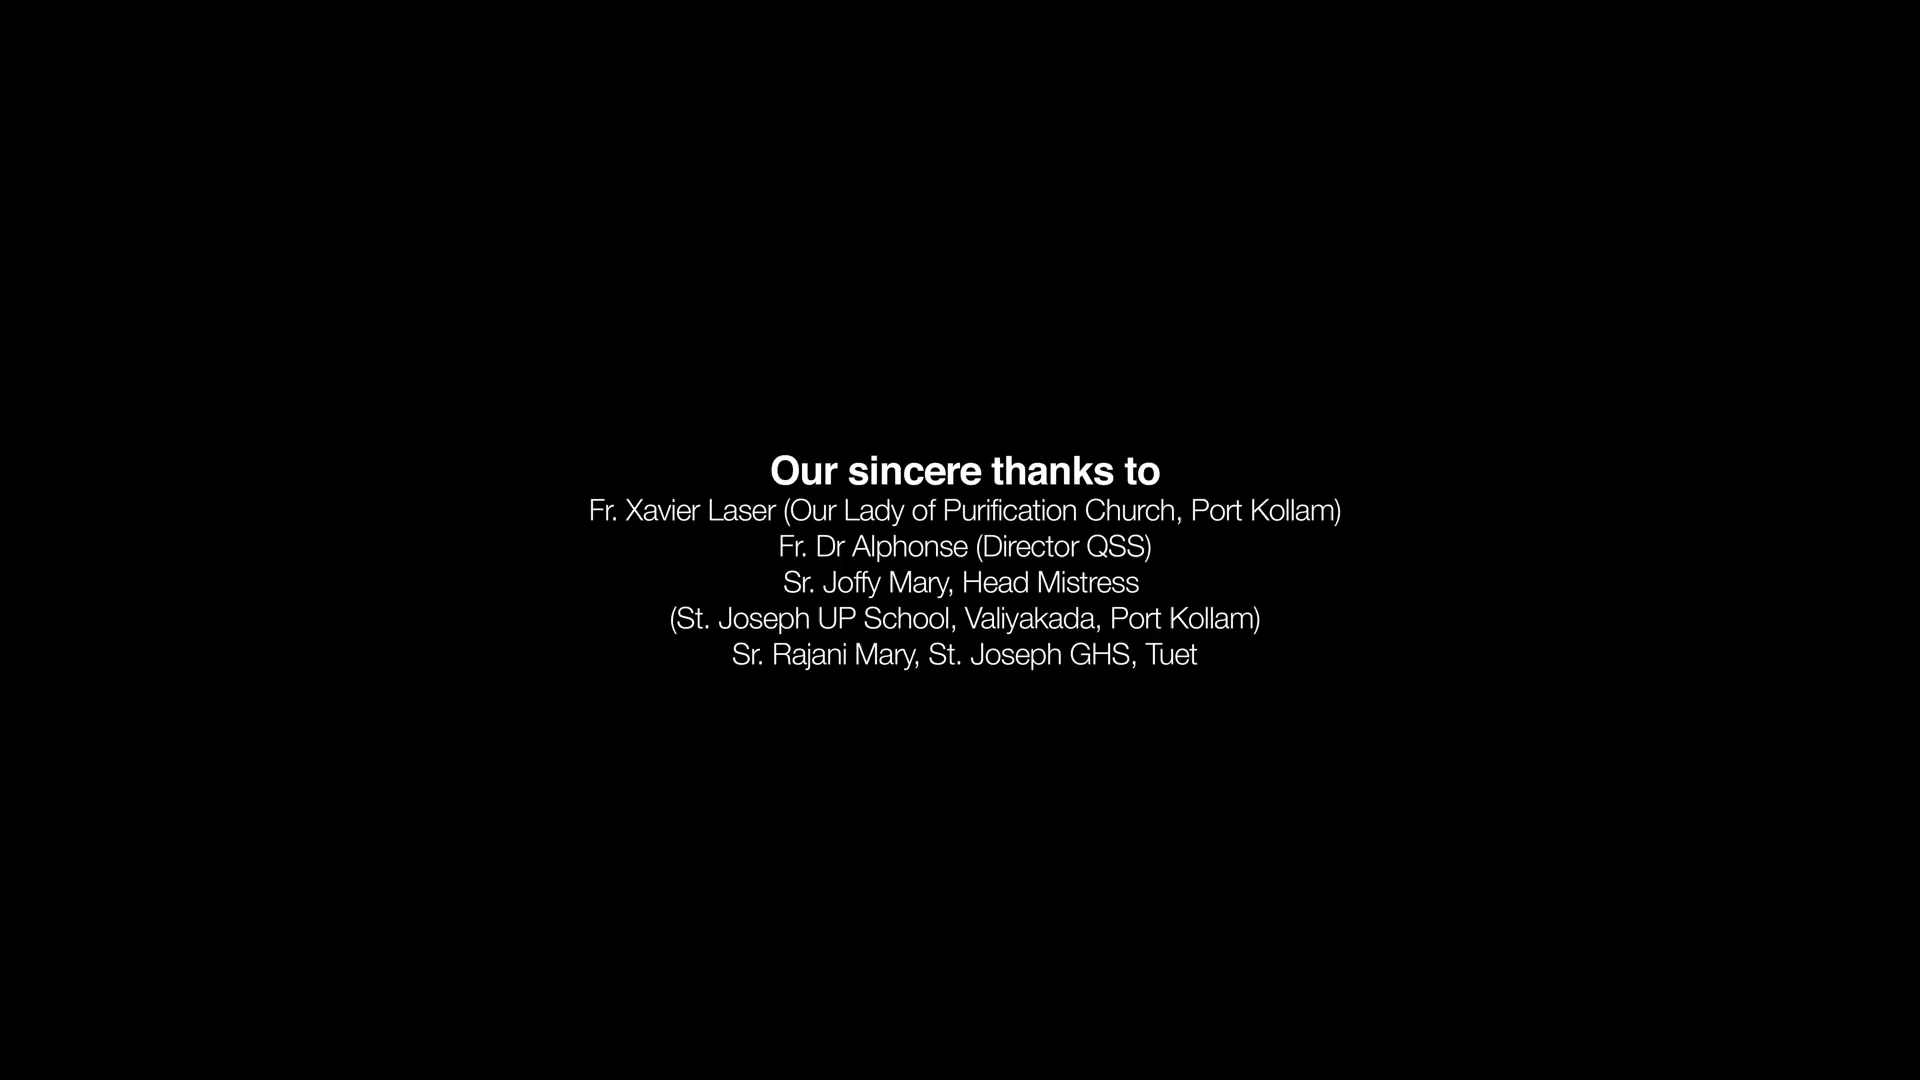 Our sincere thanks to
Fr. Xavier Laser (Our Lady of Purification Church, Port Kollam)
Fr. Dr Alphonse (Director QSS)
Sr. Joffy Mary, Head Mistress
(St. Joseph UP School, Valiyakada, Port Kollam)
Sr. Rajani Mary, St. Joseph GHS, Tuet